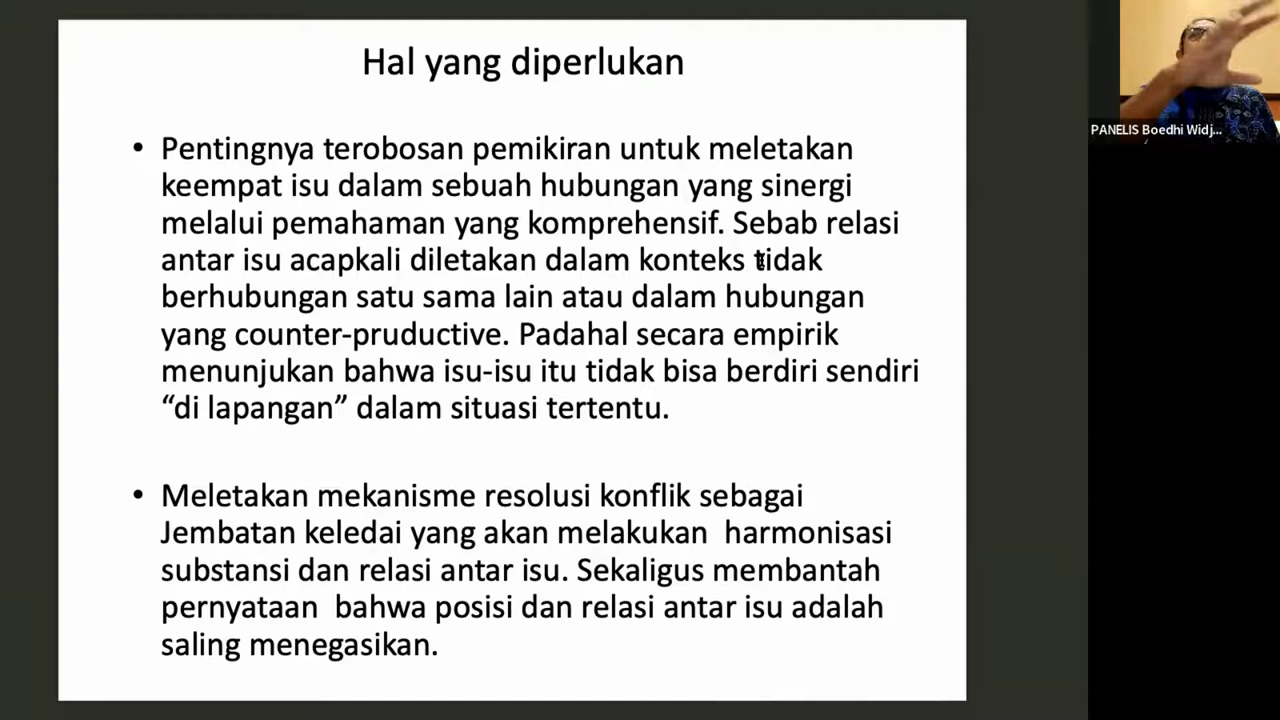 Hal yang diperlukan
• Pentingnya terobosan pemikiran untuk meletakan
keempat isu dalam sebuah hubungan yang sinergi
melalui pemahaman yang komprehensif. Sebab relasi
antar isu acapkali diletakan dalam konteks tidak
berhubungan satu sama lain atau dalam hubungan
yang counter-pruductive. Padahal secara empirik
menunjukan bahwa isu-isu itu tidak bisa berdiri sendiri
“di lapangan” dalam situasi tertentu.
• Meletakan mekanisme resolusi konflik sebagai
Jembatan keledai yang akan melakukan  harmonisasi
substansi dan relasi antar isu. Sekaligus membantah
pernyataan  bahwa posisi dan relasi antar isu adalah
saling menegasikan.
PANELIS Boedhi Widj...